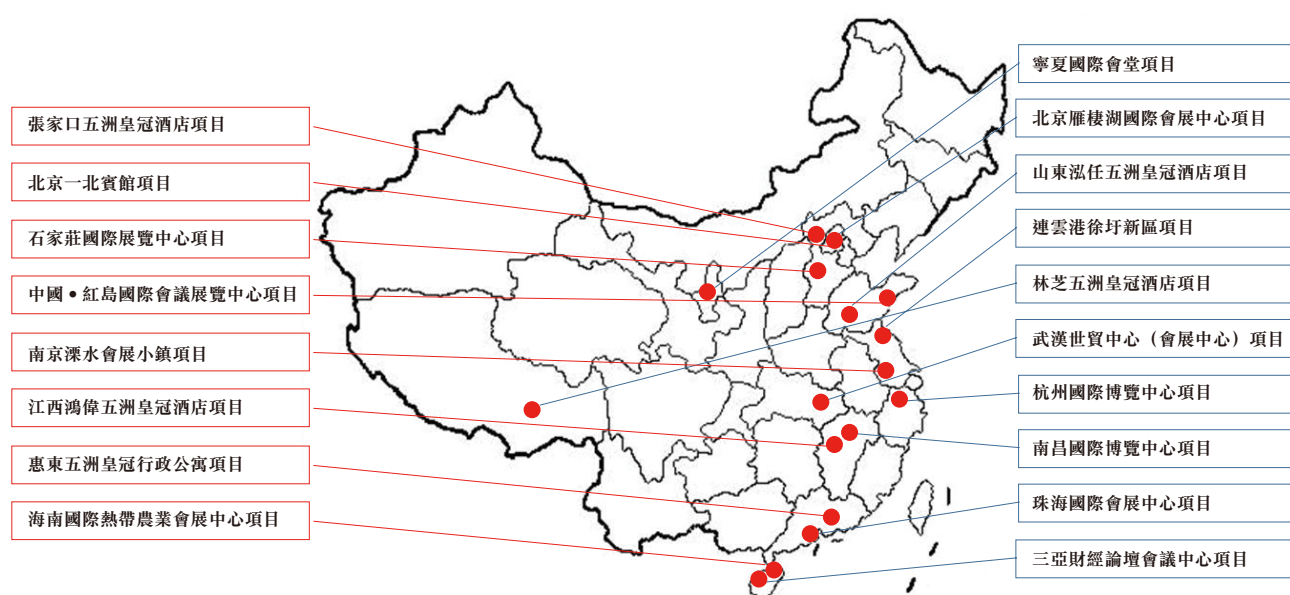 張家口五洲皇冠酒店項目
北京一北賓館項目
石家莊國際展覽中心項目
中國•紅島國際會議展覽中心項目
南京溧水會展小鎮項目
江西鴻偉五洲皇冠酒店項目
惠東五洲皇冠行政公寓項目
海南國際熱帶農業會展中心項目
寧夏國際會堂項目
北京雁棲湖國際會展中心項目
山東泓任五洲皇冠酒店項目
連雲港徐圩新區項目
林芝五洲皇冠酒店項目
武漢世貿中心（會展中心）項目
杭州國際博覽中心項目
南昌國際博覽中心項目
珠海國際會展中心項目
三亞財經論壇會議中心項目